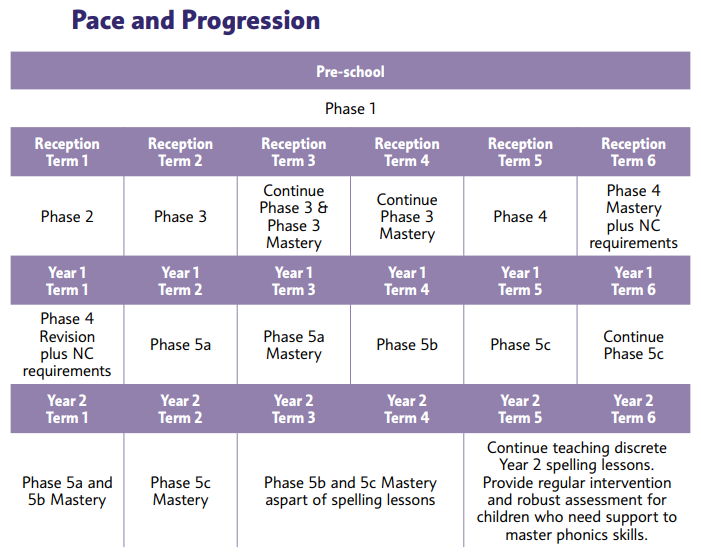 Pace and Progression
Pre-school
Phase 1
Reception
Term 1
Reception
Term 2
Reception
Term 3
Reception
Term 4
Reception
Term 5
Reception
Term 6
Phase 2
Phase 3
Continue
Phase 3 &
Phase 3
Mastery
Continue
Phase 3
Mastery
Phase 4
Phase 4
Mastery
plus NC
requirements
Year 1
Term 1
Year 1
Term 2
Year 1
Term 3
Year 1
Term 4
Year 1
Term 5
Year 1
Term 6
Phase 4
Revision
plus NC
requirements
Phase 5a
Phase 5a
Mastery
Phase 5b
Phase 5c
Continue
Phase 5c
Year 2
Term 1
Year 2
Term 2
Year 2
Term 3
Year 2
Term 4
Year 2
Term 5
Year 2
Term 6
Phase 5a and
5b Mastery
Phase 5c
Mastery
Phase 5b and 5c Mastery
aspart of spelling lessons
Continue teaching discrete
Year 2 spelling lessons.
Provide regular intervention
and robust assessment for
children who need support to
master phonics skills.